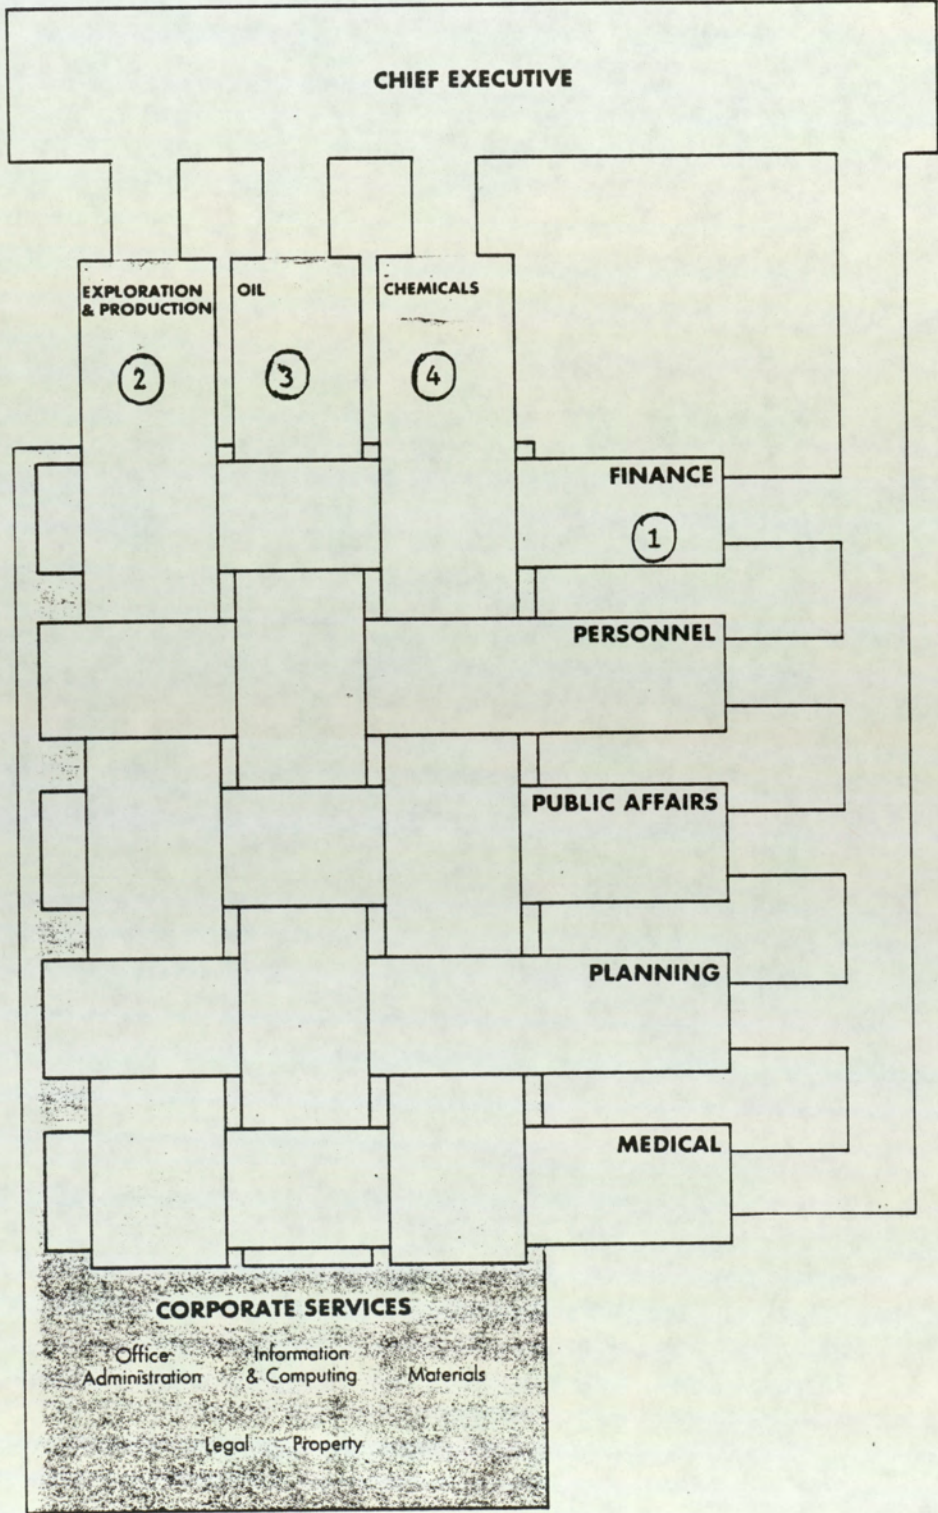 CHIEF EXECUTIVE
EXPLORATION
& PRODUCTION
OIL
CHEMICALS
2
3
4
FINANCE
1
PERSONNEL
PUBLIC AFFAIRS
PLANNING
MEDICAL
CORPORATE SERVICES
Office
Administration
Information
& Computing
Materials
Legal
Property